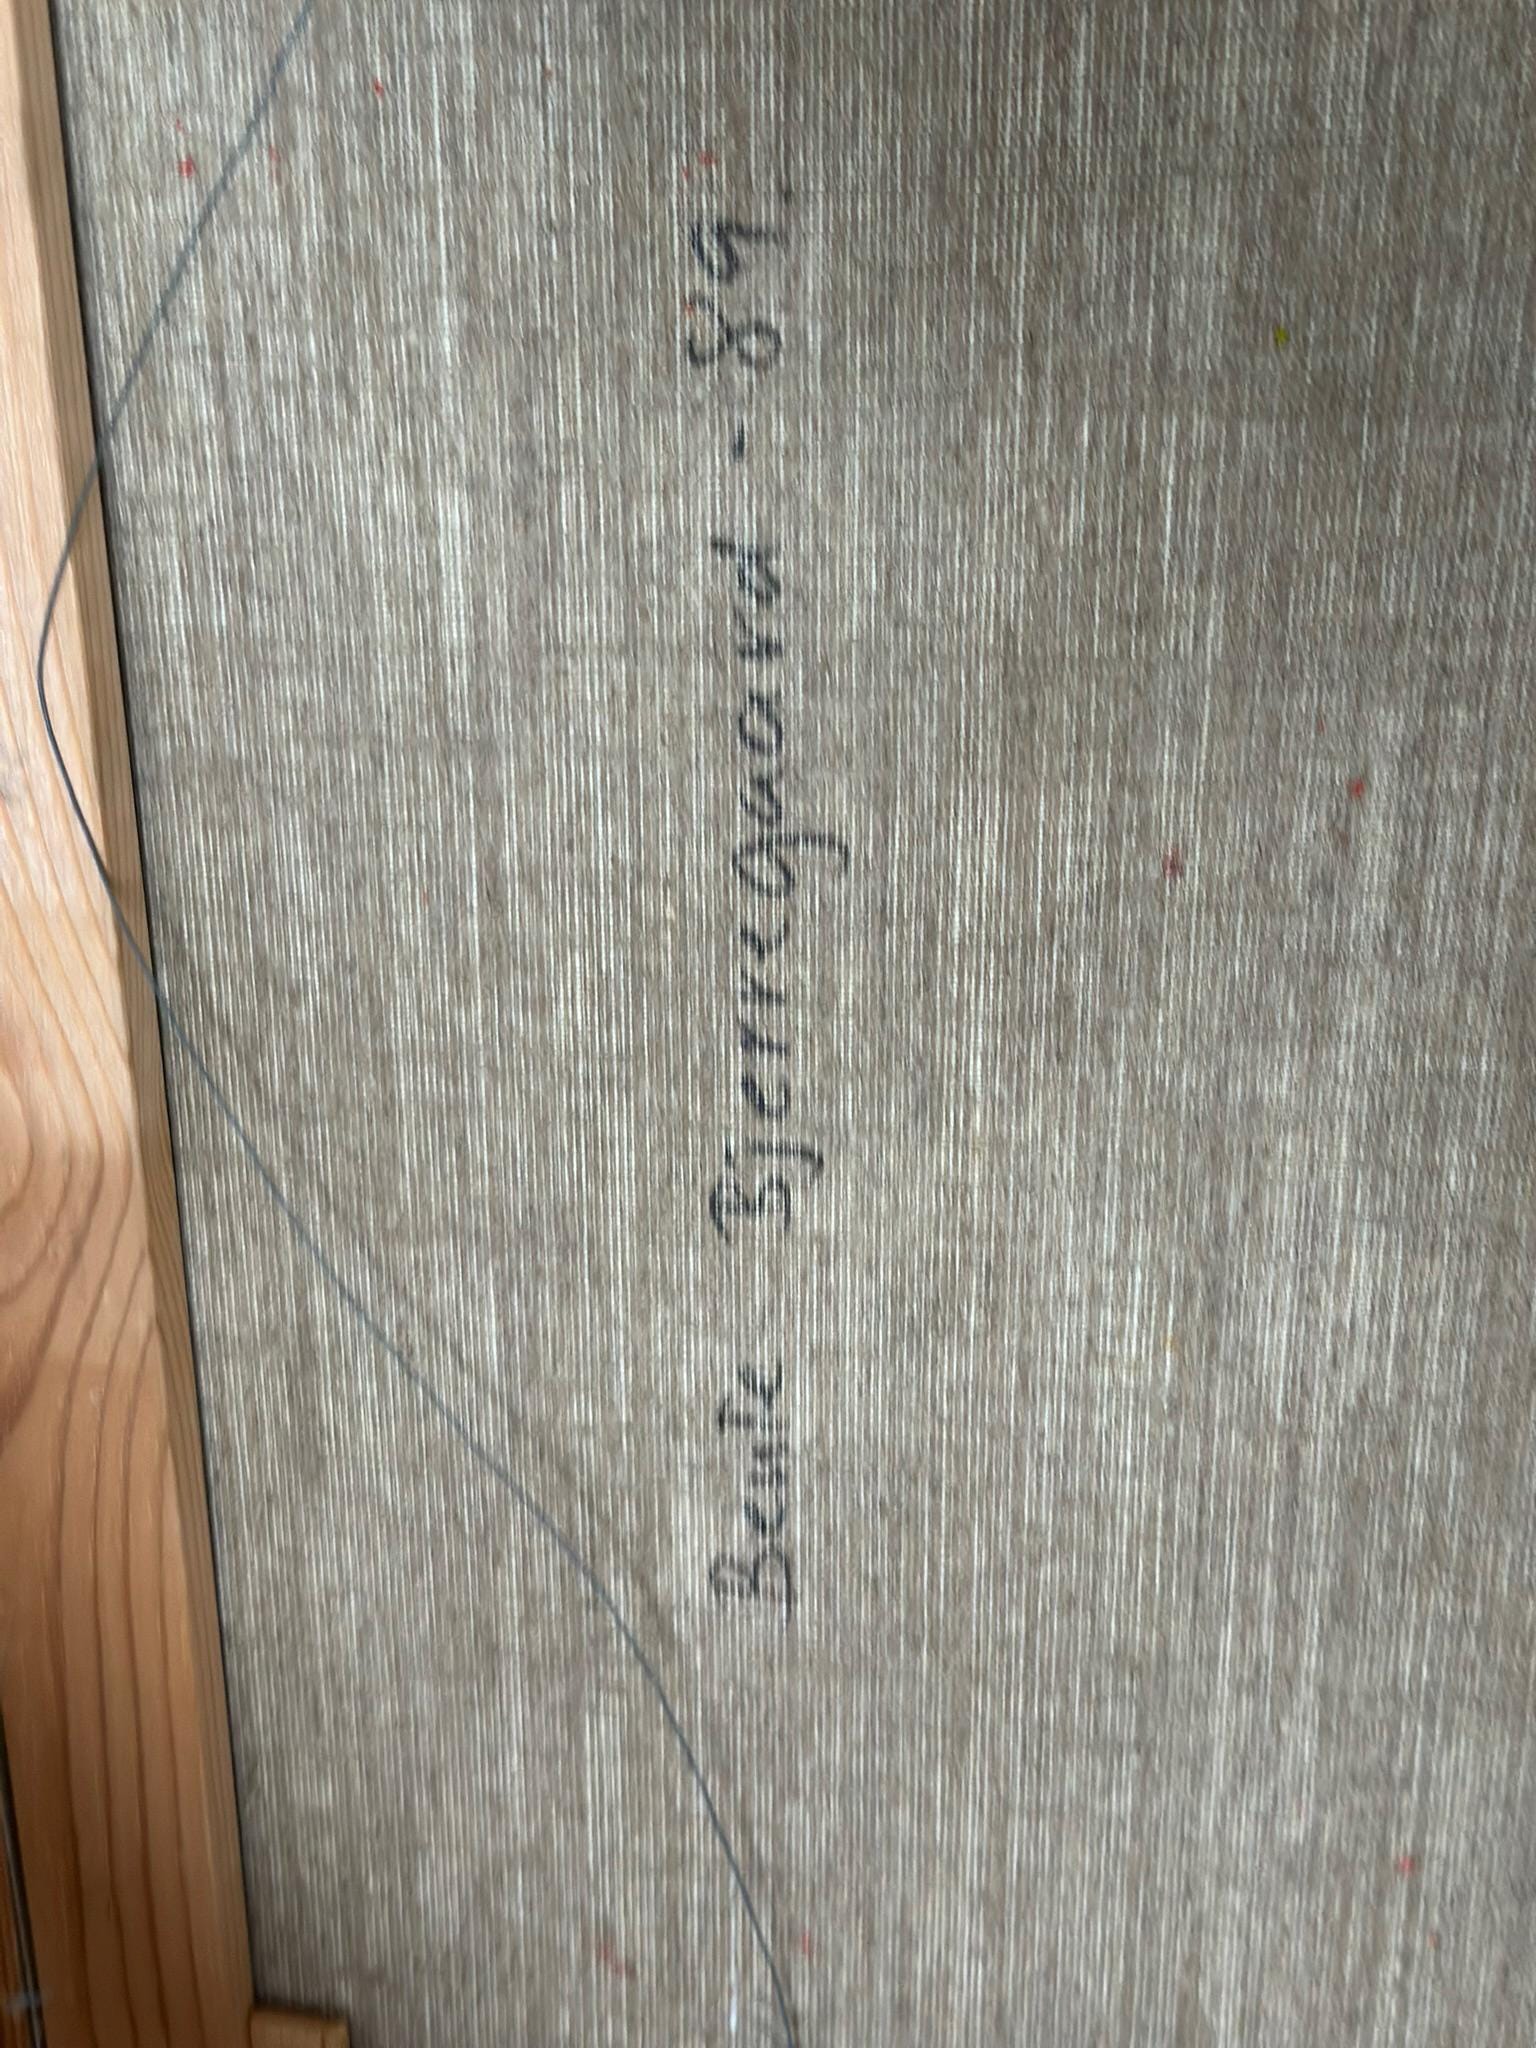 Bente Bjerregaard - 89.